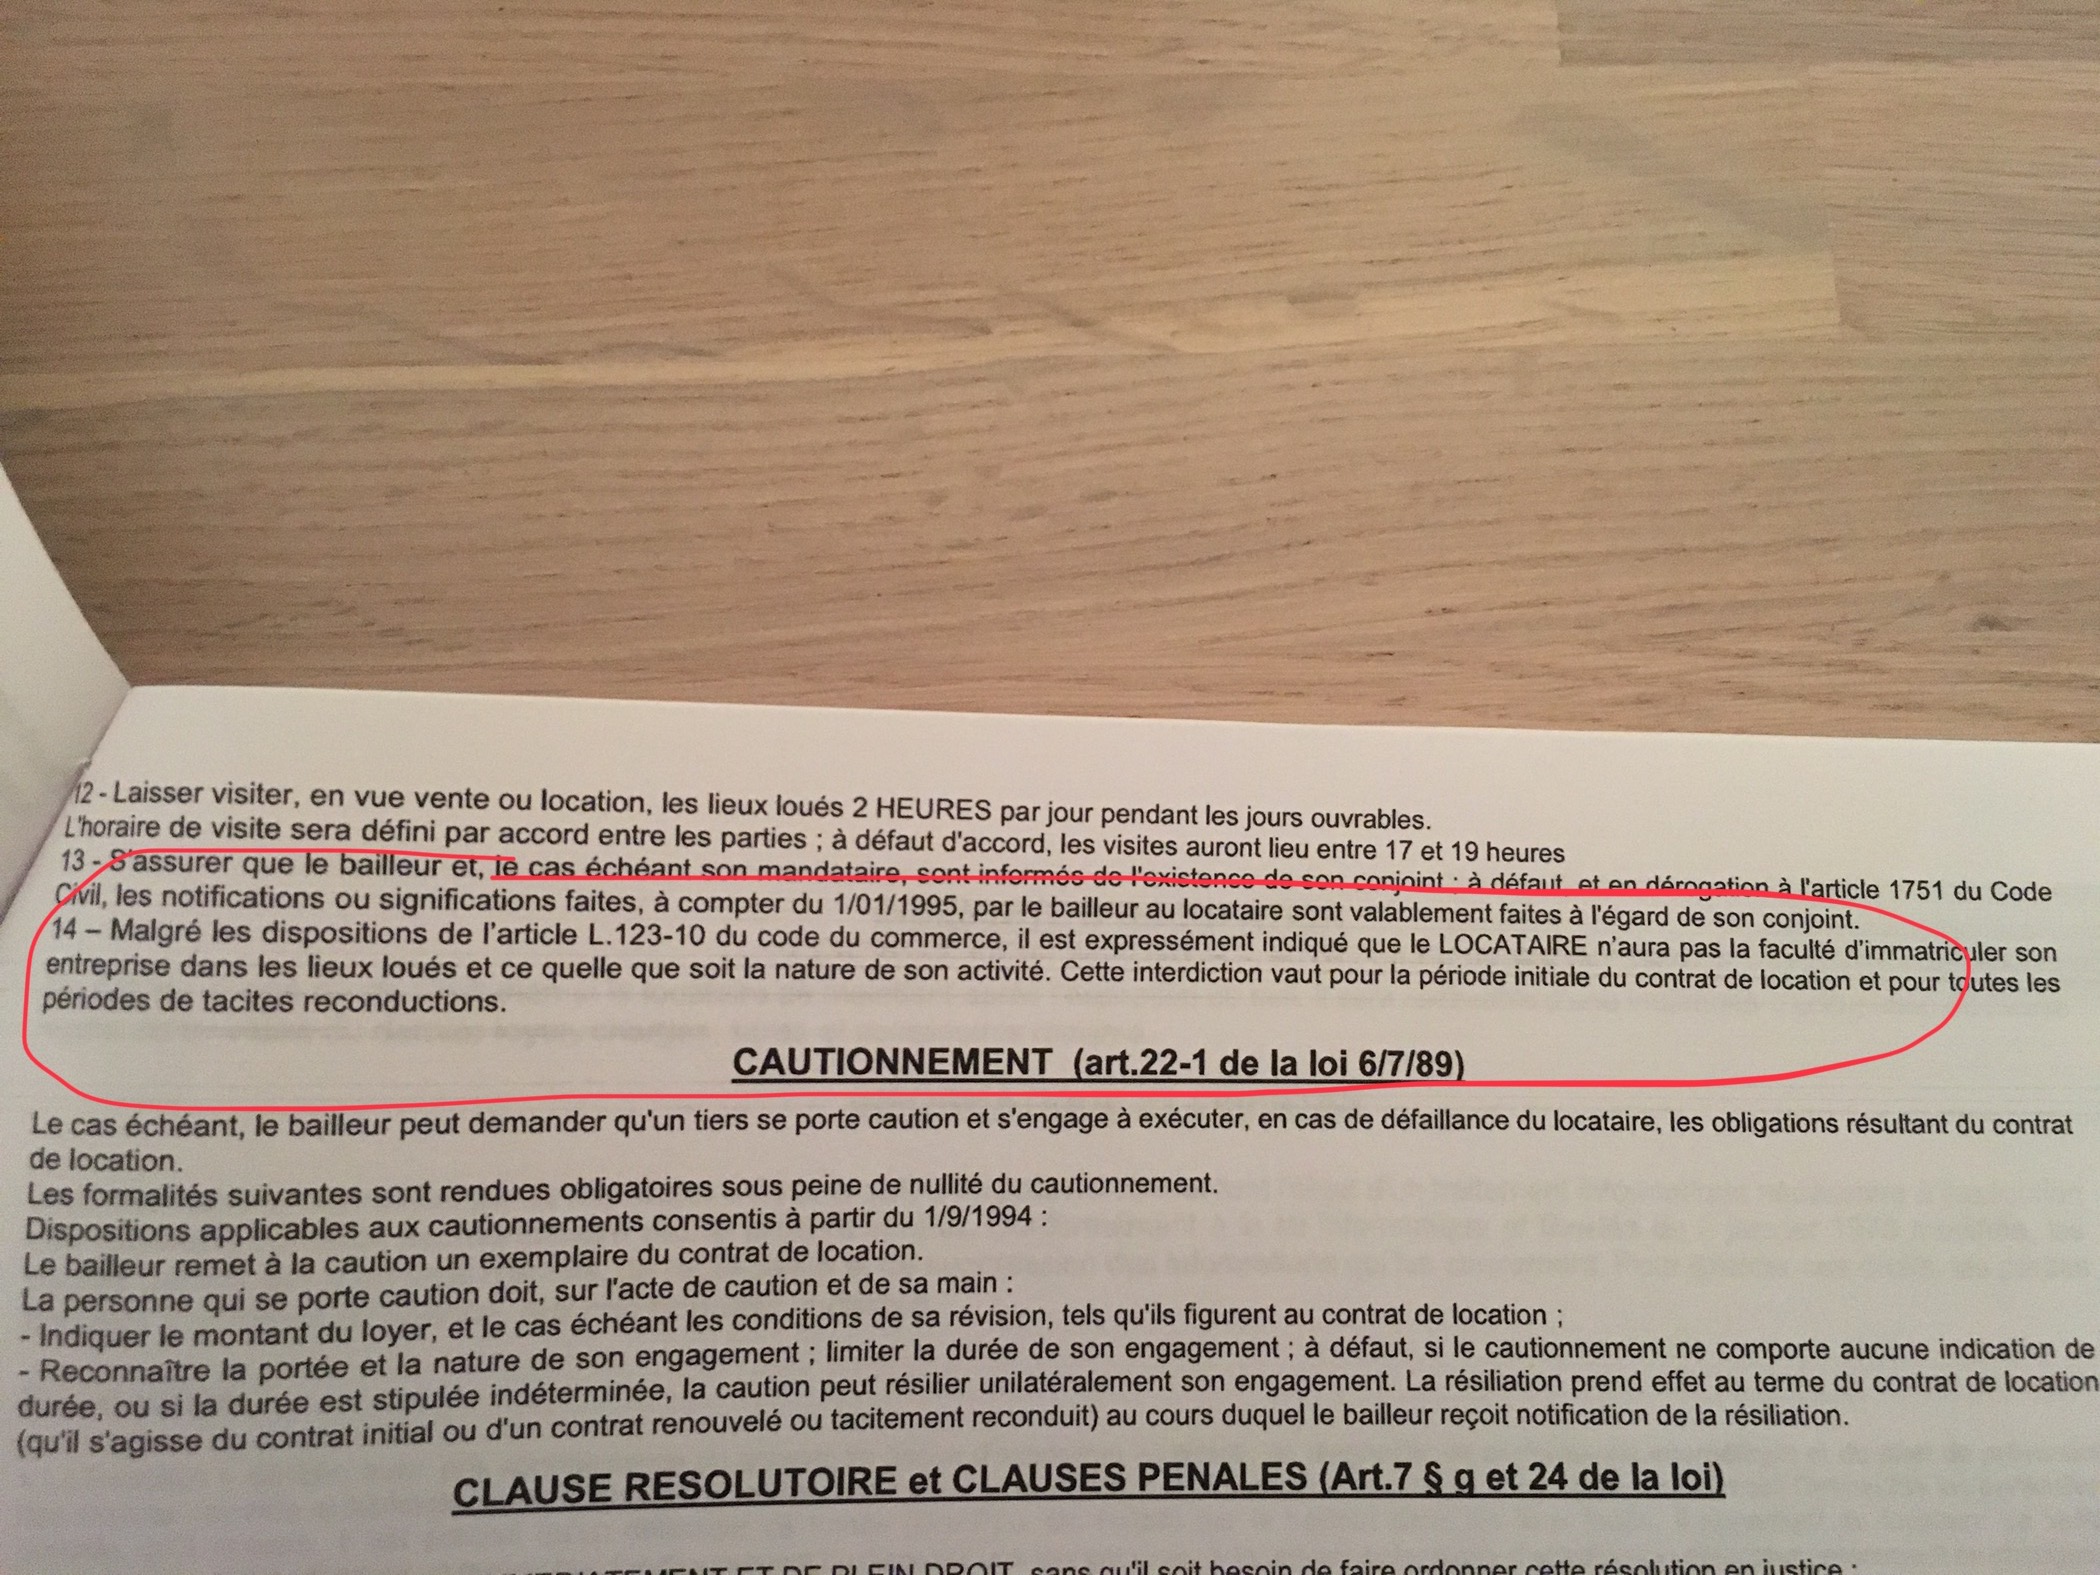 12 - Laisser visiter, en vue vente ou location, les lieux loués 2 HEURES par jour pendant les jours ouvrables.
L'horaire de visite sera défini par accord entre les parties ; à défaut d'accord, les visites auront lieu entre 17 et 19 heures
13 - S'assurer que le bailleur et, le cas échéant son mandataire, sont informés de l'existence de son conjoint ; à défaut, et en dérogation à l'article 1751 du Code
Civil, les notifications ou significations faites, à compter du 1/01/1995, par le bailleur au locataire sont valablement faites à l'égard de son conjoint.
14 – Malgré les dispositions de l'article L.123-10 du code du commerce, il est expressément indiqué que le LOCATAIRE n'aura pas la faculté d'immatriculer son
entreprise dans les lieux loués et ce quelle que soit la nature de son activité. Cette interdiction vaut pour la période initiale du contrat de location et pour toutes les
périodes de tacites reconductions.
CAUTIONNEMENT (art.22-1 de la loi 6/7/89)
Le cas échéant, le bailleur peut demander qu'un tiers se porte caution et s'engage à exécuter, en cas de défaillance du locataire, les obligations résultant du contrat
de location.
Les formalités suivantes sont rendues obligatoires sous peine de nullité du cautionnement.
Dispositions applicables aux cautionnements consentis à partir du 1/9/1994 :
Le bailleur remet à la caution un exemplaire du contrat de location.
La personne qui se porte caution doit, sur l'acte de caution et de sa main :
- Indiquer le montant du loyer, et le cas échéant les conditions de sa révision, tels qu'ils figurent au contrat de location ;
- Reconnaître la portée et la nature de son engagement ; limiter la durée de son engagement ; à défaut, si le cautionnement ne comporte aucune indication de
durée, ou si la durée est stipulée indéterminée, la caution peut résilier unilatéralement son engagement. La résiliation prend effet au terme du contrat de location
(qu'il s'agisse du contrat initial ou d'un contrat renouvelé ou tacitement reconduit) au cours duquel le bailleur reçoit notification de la résiliation.
CLAUSE RESOLUTOIRE et CLAUSES PENALES (Art.7 § g et 24 de la loi)
ET DE PLEIN DROIT, sans qu'il soit besoin de faire ordonner cette résolution en justice :